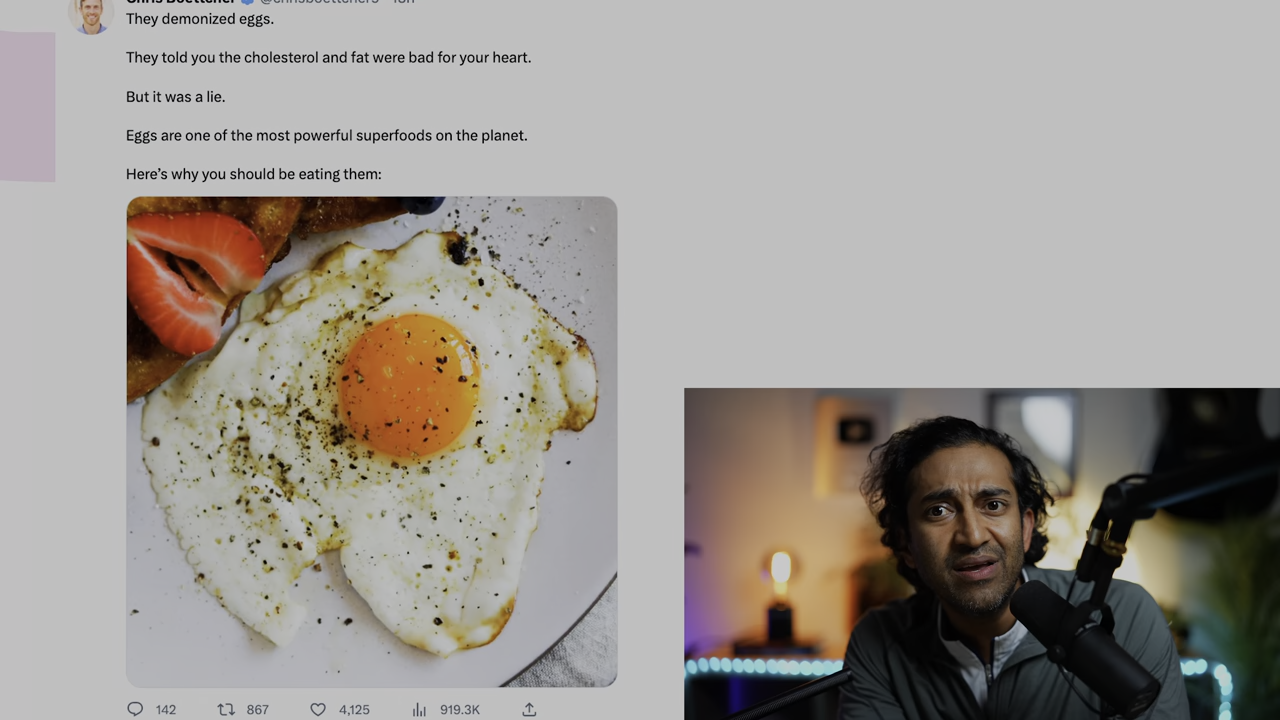 They demonized eggs.
They told you the cholesterol and fat were bad for your heart.
But it was a lie.
Eggs are one of the most powerful superfoods on the planet.
Here's why you should be eating them:
142 867 4,125 919.3K